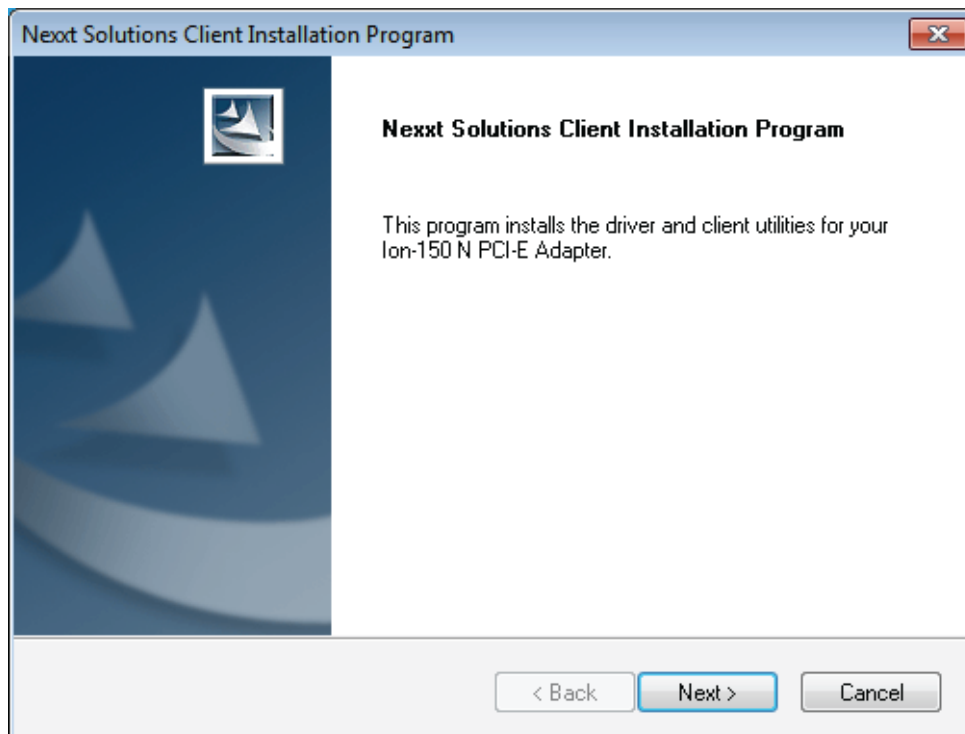 Nexxt Solutions Client Installation Program
Nexxt Solutions Client Installation Program
This program installs the driver and client utilities for your
Ion-150 N PCI-E Adapter.
< Back
Next >
Cancel